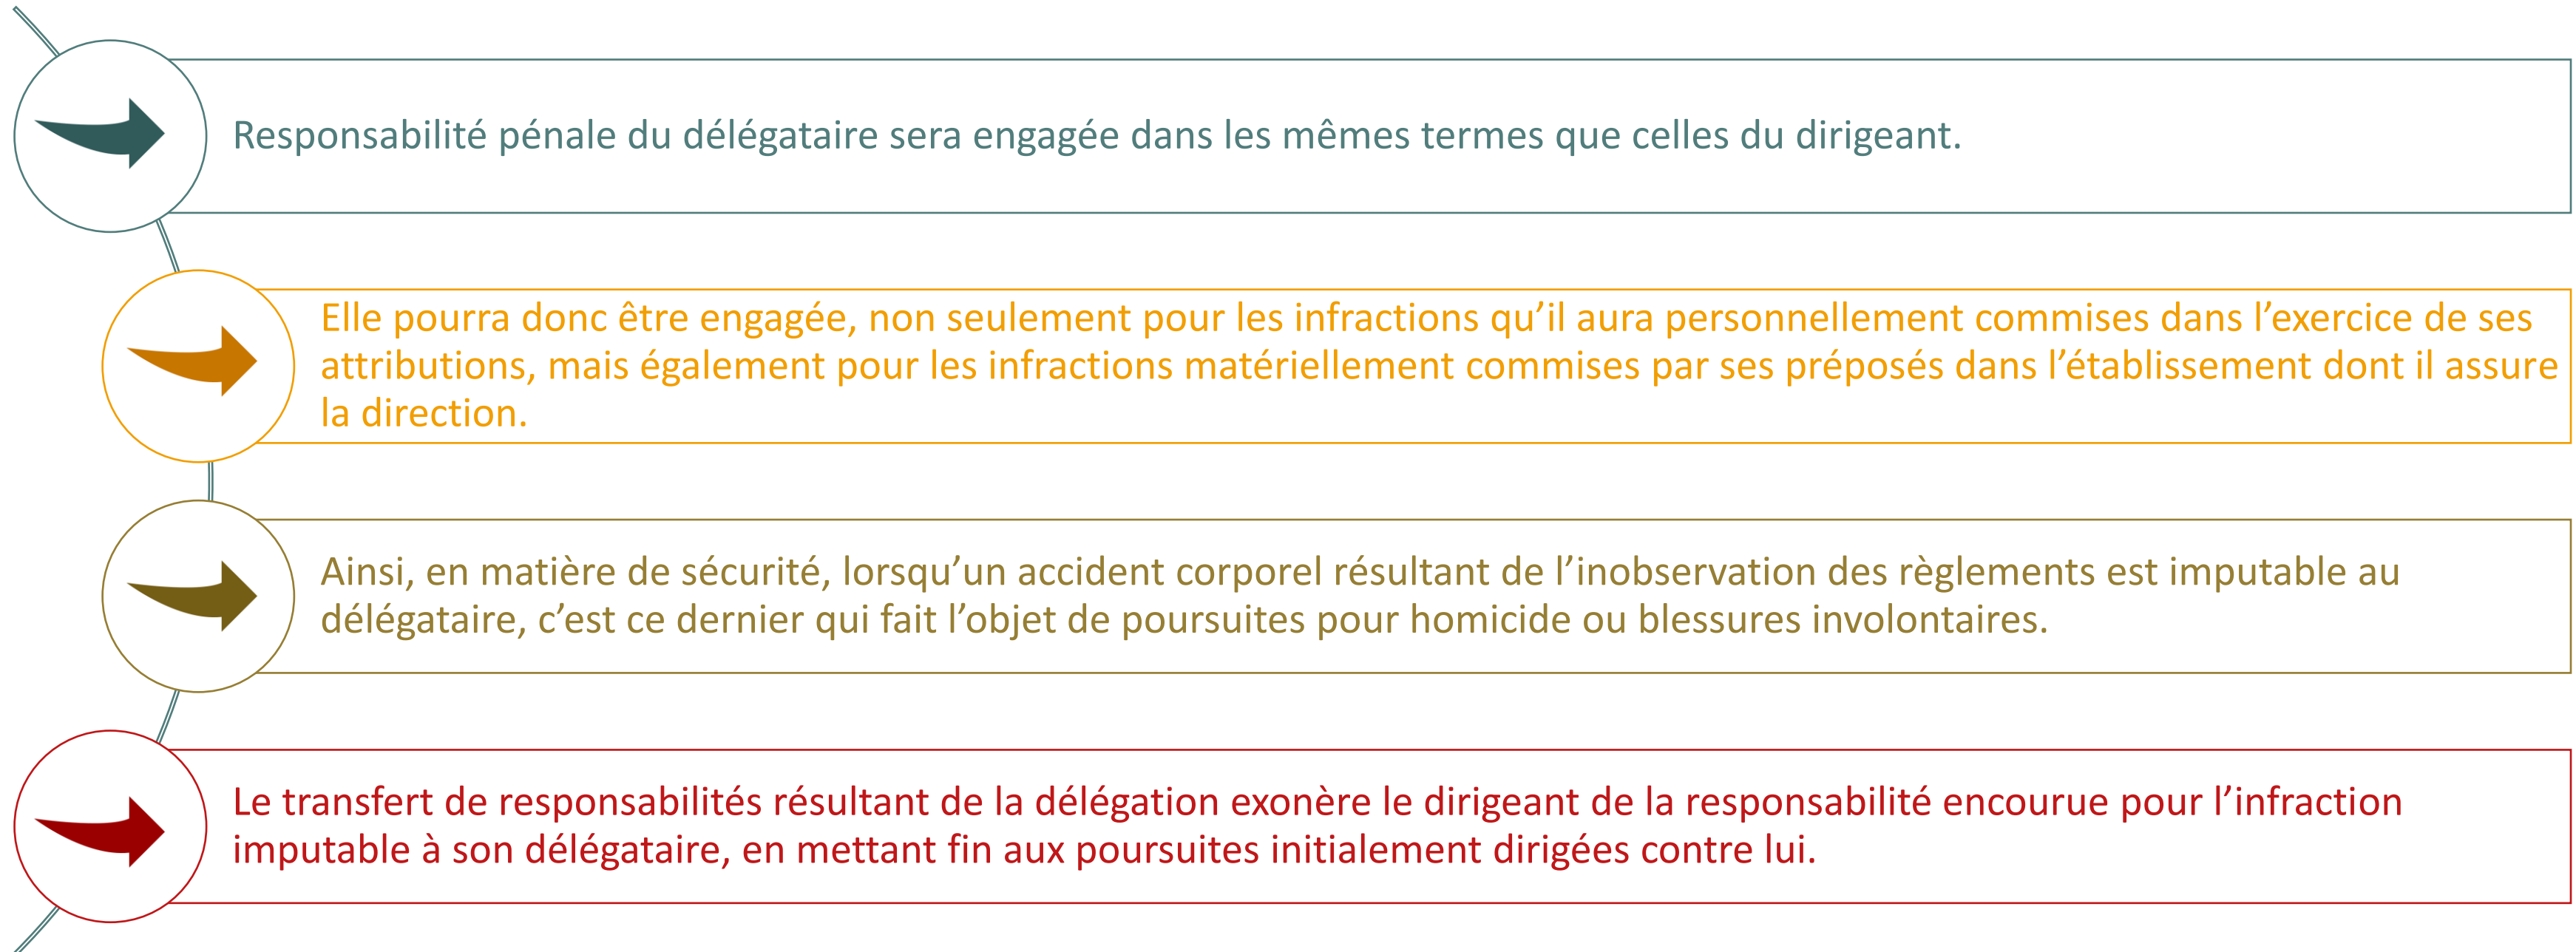 Responsabilité pénale du délégataire sera engagée dans les mêmes termes que celles du dirigeant.
Elle pourra donc être engagée, non seulement pour les infractions qu’il aura personnellement commises dans l’exercice de ses
attributions, mais également pour les infractions matériellement commises par ses préposés dans l’établissement dont il assure
la direction.
Ainsi, en matière de sécurité, lorsqu’un accident corporel résultant de l’inobservation des règlements est imputable au
délégataire, c’est ce dernier qui fait l’objet de poursuites pour homicide ou blessures involontaires.
Le transfert de responsabilités résultant de la délégation exonère le dirigeant de la responsabilité encourue pour l’infraction
imputable à son délégataire, en mettant fin aux poursuites initialement dirigées contre lui.